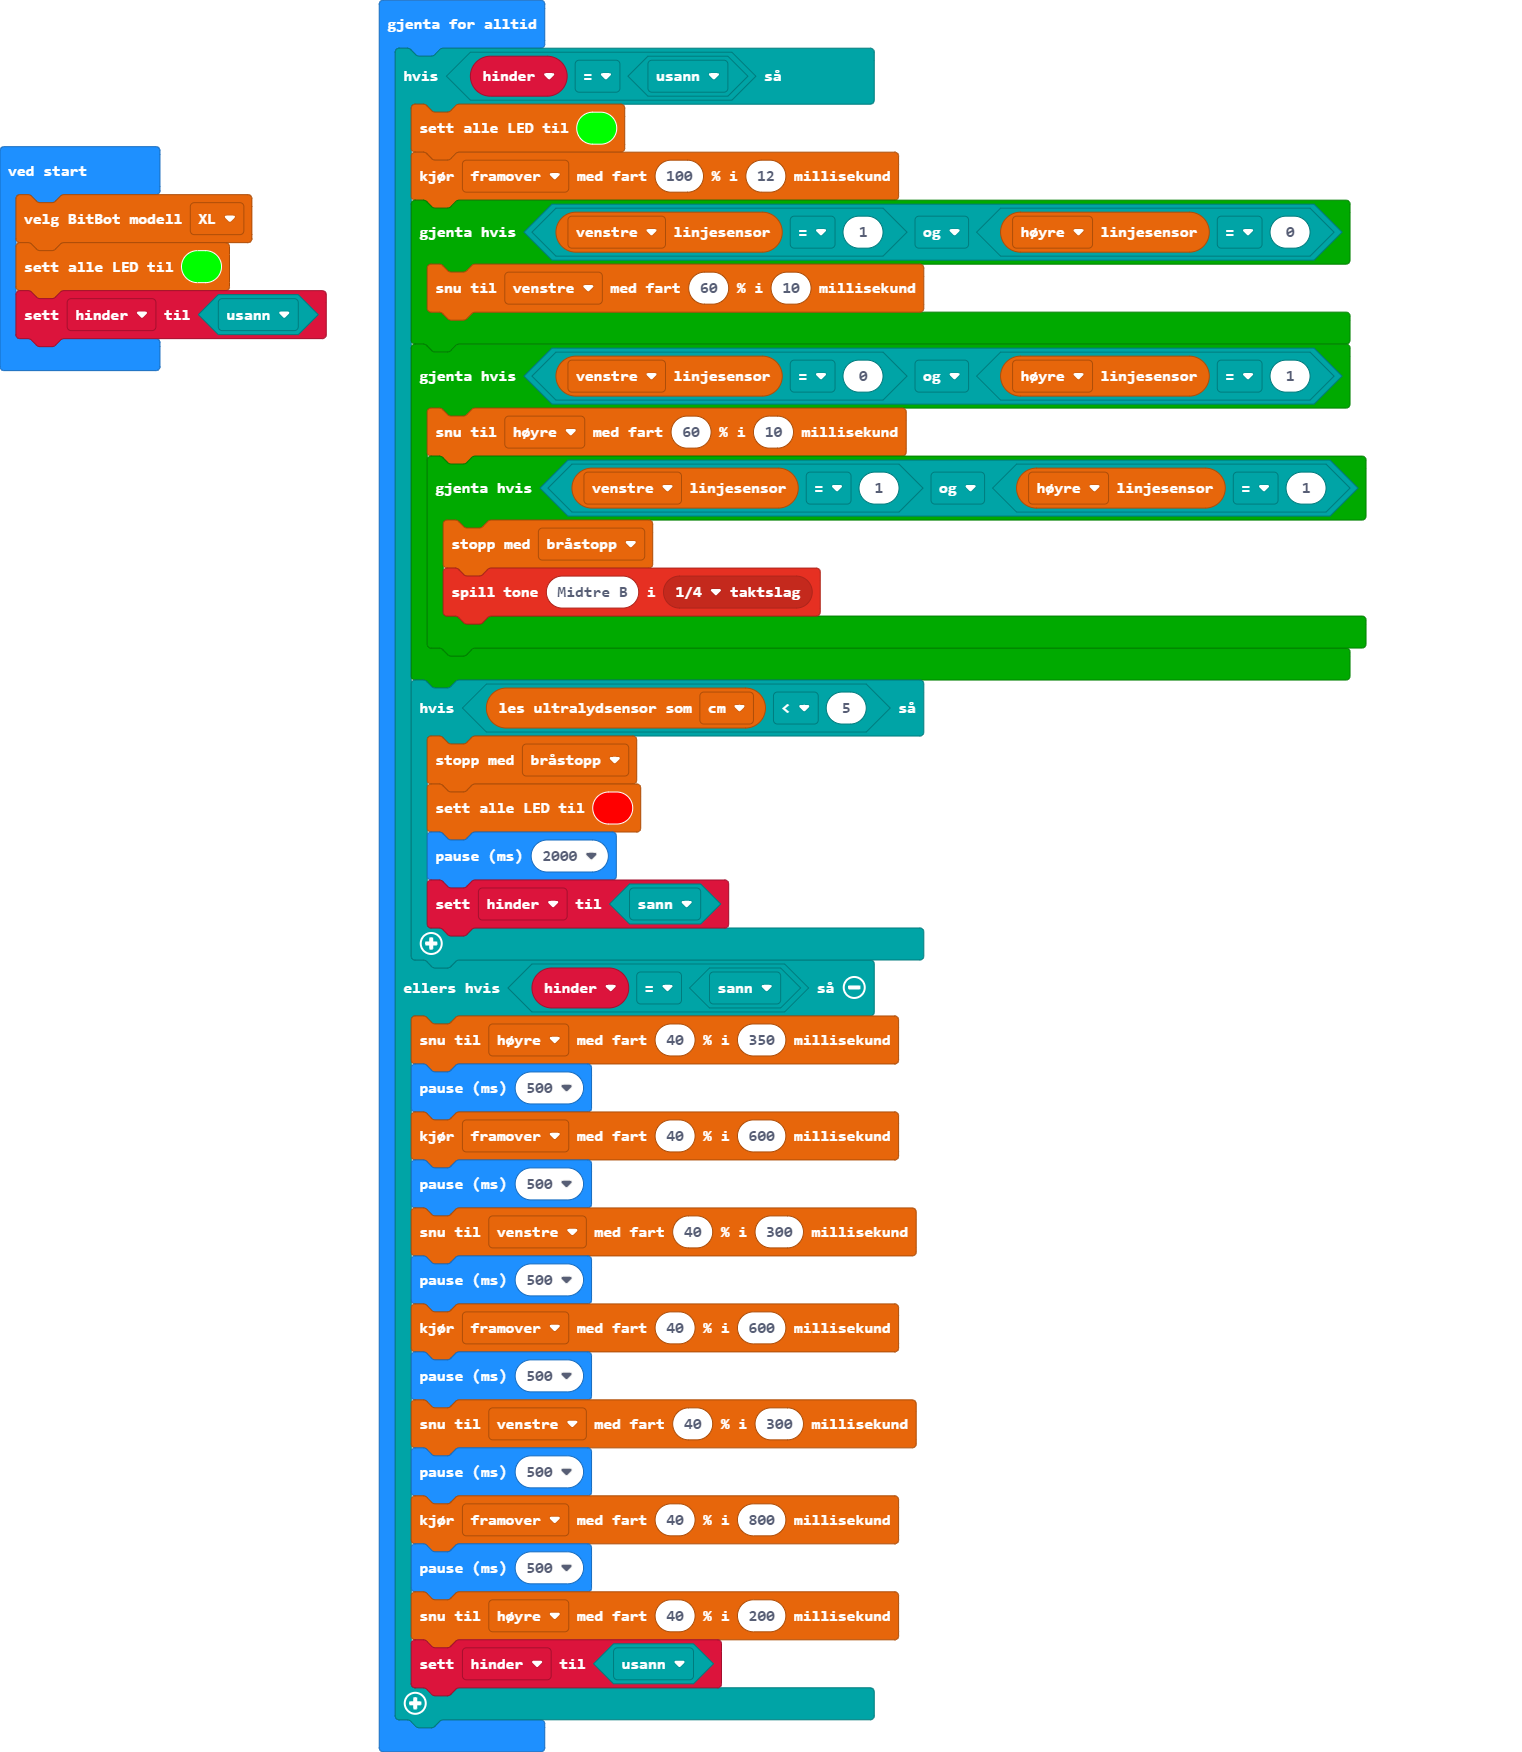 ved start
velg BitBot modell XL
sett alle LED til
sett hinder til usann
gjenta for alltid
hvis hinder = usann så
sett alle LED til
kjør framover med fart 100 % i 12 millisekund
gjenta hvis venstre linjesensor = 1 og høyre linjesensor = 0
snu til venstre med fart 60 % i 10 millisekund
gjenta hvis venstre linjesensor = 0 og høyre linjesensor = 1
snu til høyre med fart 60 % i 10 millisekund
gjenta hvis venstre linjesensor = 1 og høyre linjesensor = 1
stopp med bråstopp
spill tone Midtre B i 1/4 taktslag
hvis les ultralydsensor som cm < 5 så
stopp med bråstopp
sett alle LED til
pause (ms) 2000
sett hinder til sann
ellers hvis hinder = sann så
snu til høyre med fart 40 % i 350 millisekund
pause (ms) 500
kjør framover med fart 40 % i 600 millisekund
pause (ms) 500
snu til venstre med fart 40 % i 300 millisekund
pause (ms) 500
kjør framover med fart 40 % i 600 millisekund
pause (ms) 500
snu til venstre med fart 40 % i 300 millisekund
pause (ms) 500
kjør framover med fart 40 % i 800 millisekund
pause (ms) 500
snu til høyre med fart 40 % i 200 millisekund
sett hinder til usann